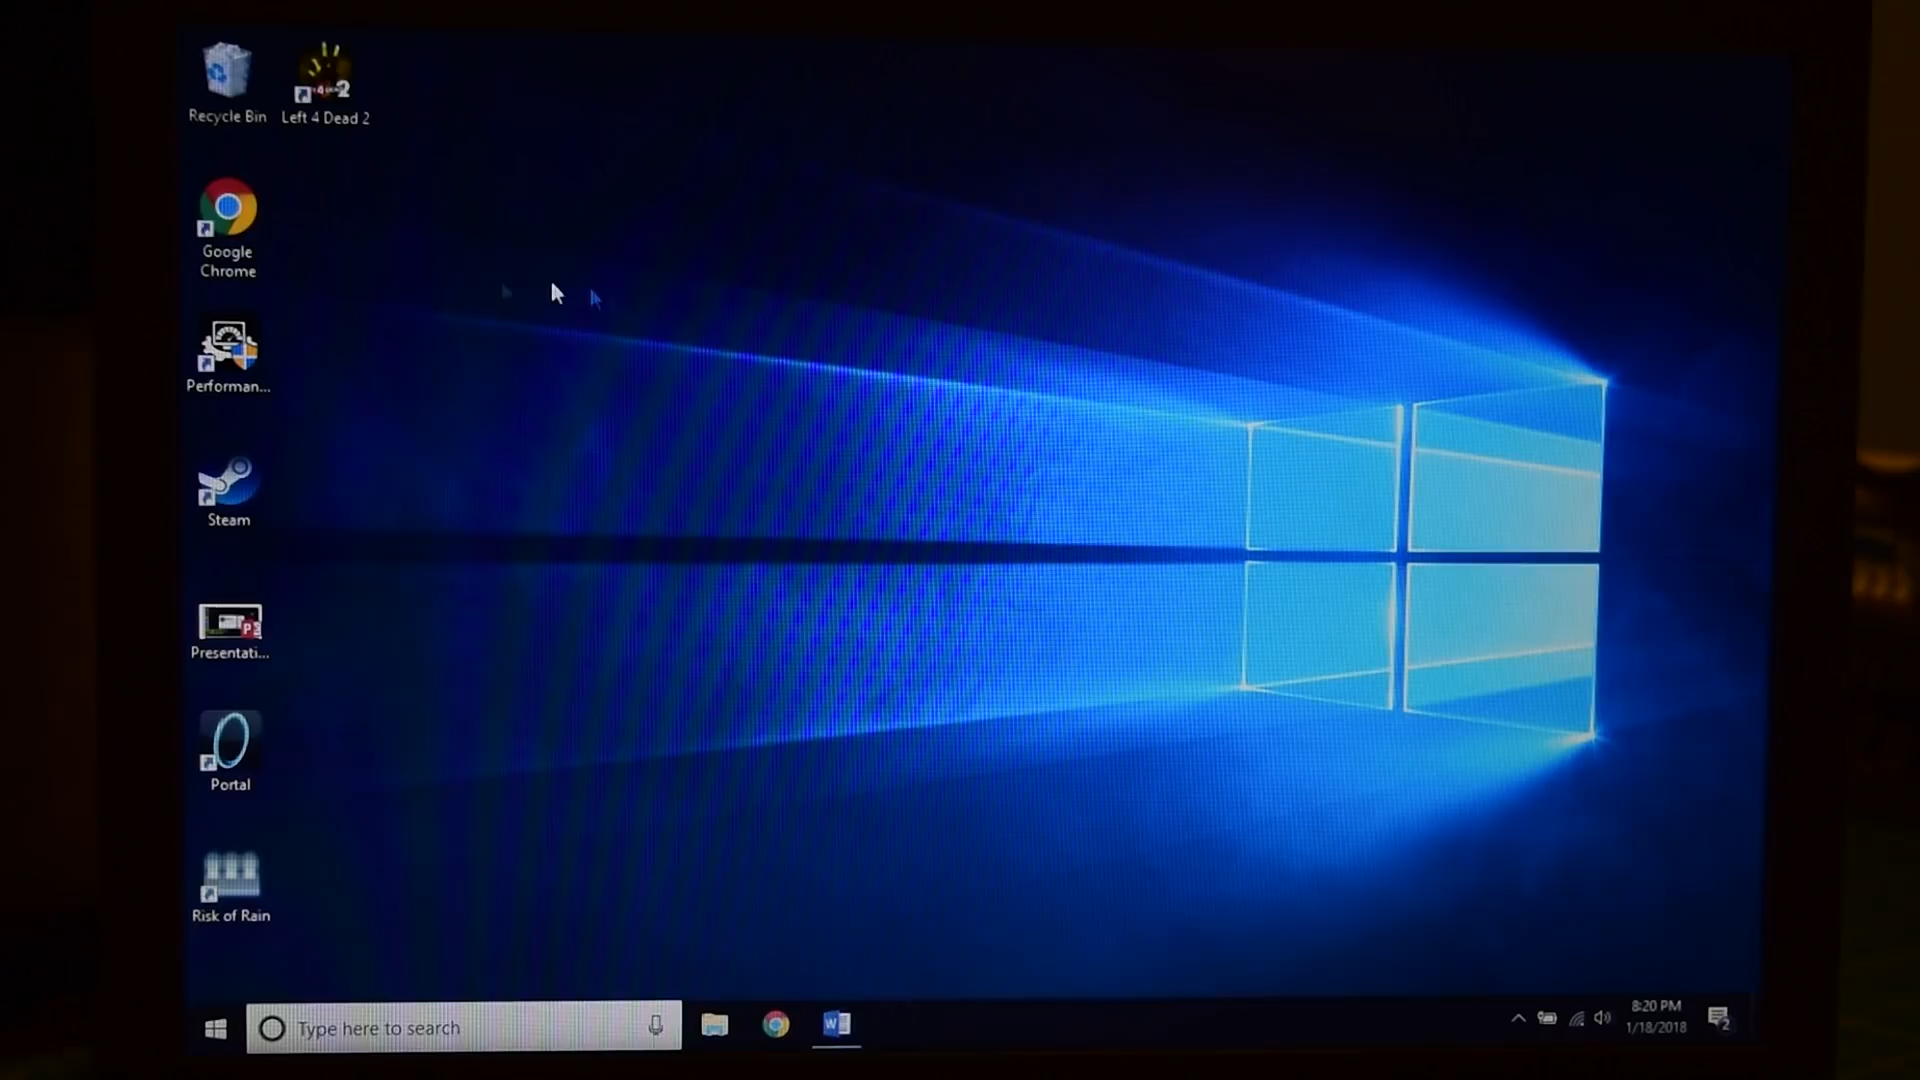 Recycle Bin
Left 4 Dead 2
Google
Chrome
Performan...
Steam
Presentati...
Portal
Risk of Rain
Type here to search
8:20 PM
1/18/2018
2